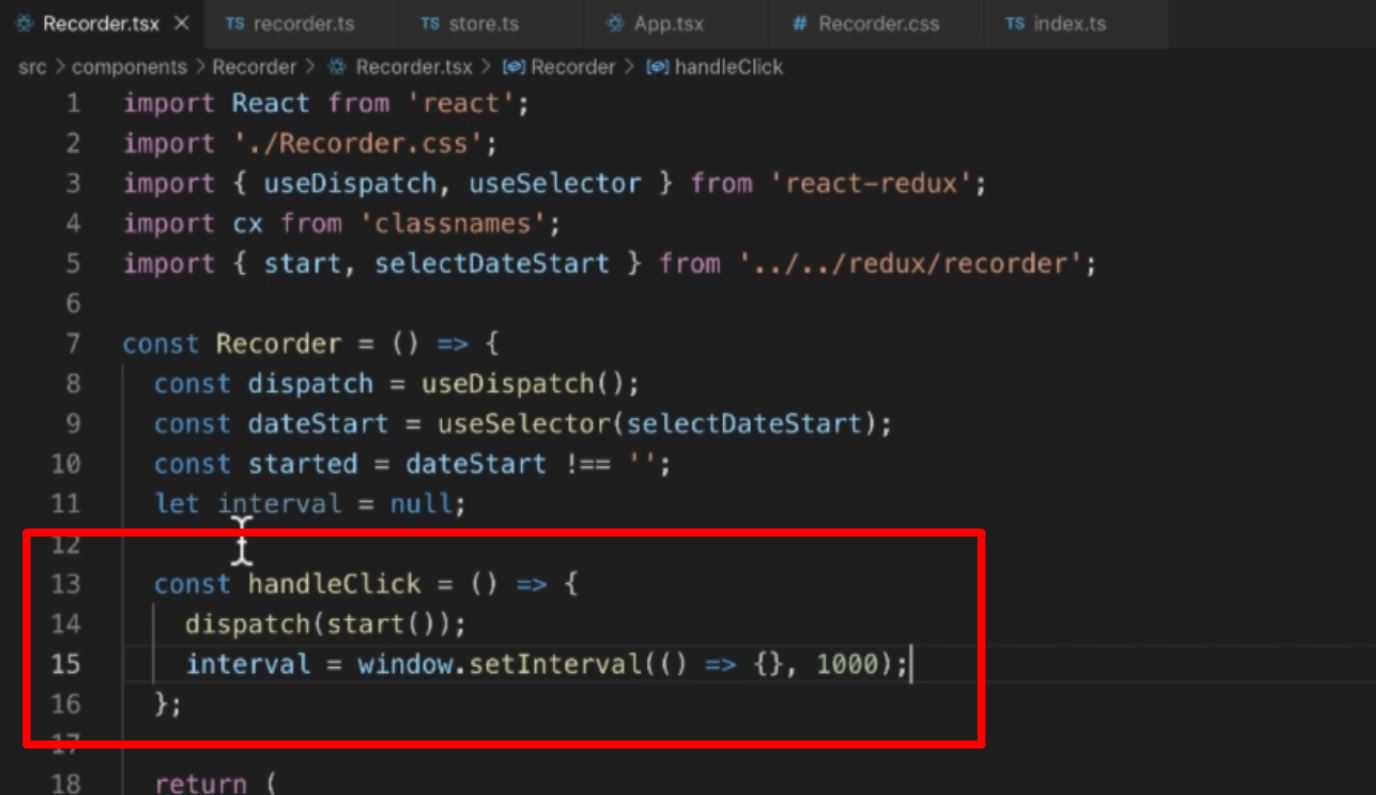 Recorder.tsx × TS recorder.ts TS store.ts App.tsx # Recorder.css TS index.ts
src > components > Recorder > Recorder.tsx > Recorder > handleClick
1 import React from 'react';
2 import './Recorder.css';
3 import { useDispatch, useSelector } from 'react-redux';
4 import cx from 'classnames';
5 import { start, selectDateStart } from '../../redux/recorder';
6
7 const Recorder = () => {
8 const dispatch = useDispatch();
9 const dateStart = useSelector(selectDateStart);
10 const started = dateStart !== '';
11 let interval = null;
12
13 const handleClick = () => {
14 dispatch(start());
15 interval = window.setInterval(() => {}, 1000);
16 };
17
18 return (